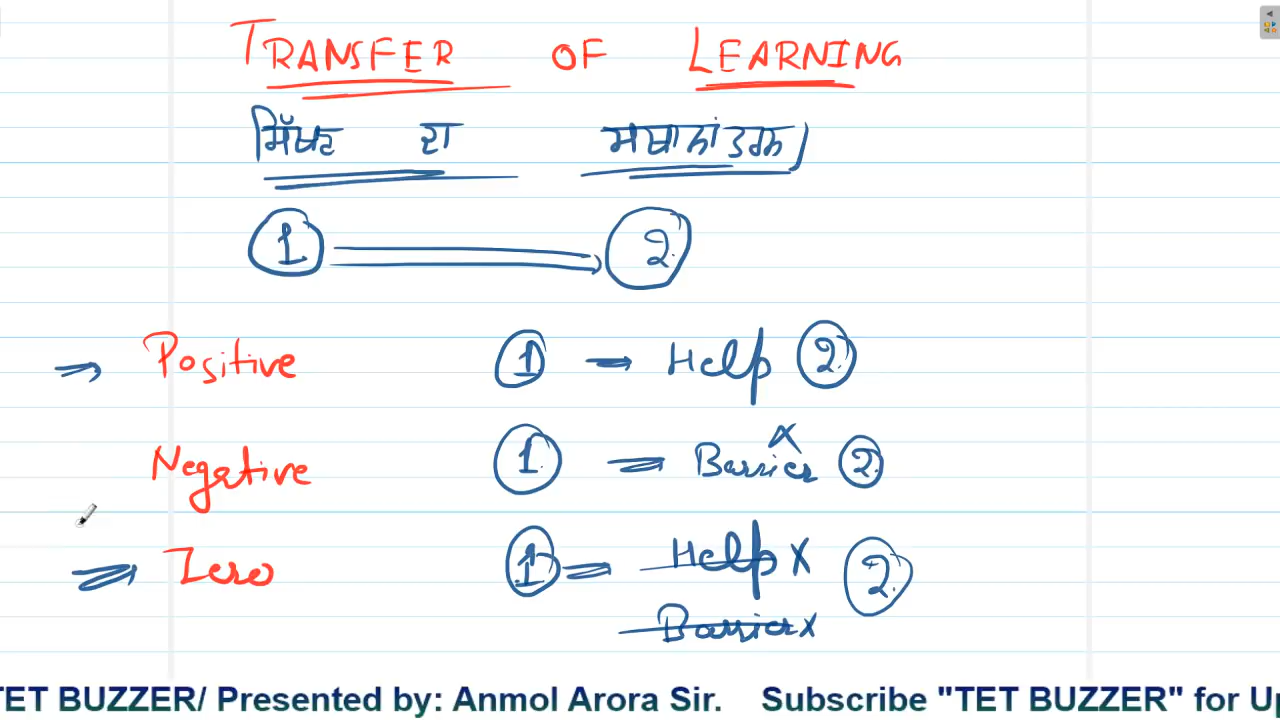 TRANSFER OF LEARNING
ਸਿੱਖਣ ਦਾ ਸਥਾਨਾਂਤਰਨ
1 2
Positive 1 Help 2
Negative 1 Barrier 2
Zero 1 Help X 2
Barrier X
TET BUZZER/ Presented by: Anmol Arora Sir. Subscribe "TET BUZZER" for Up